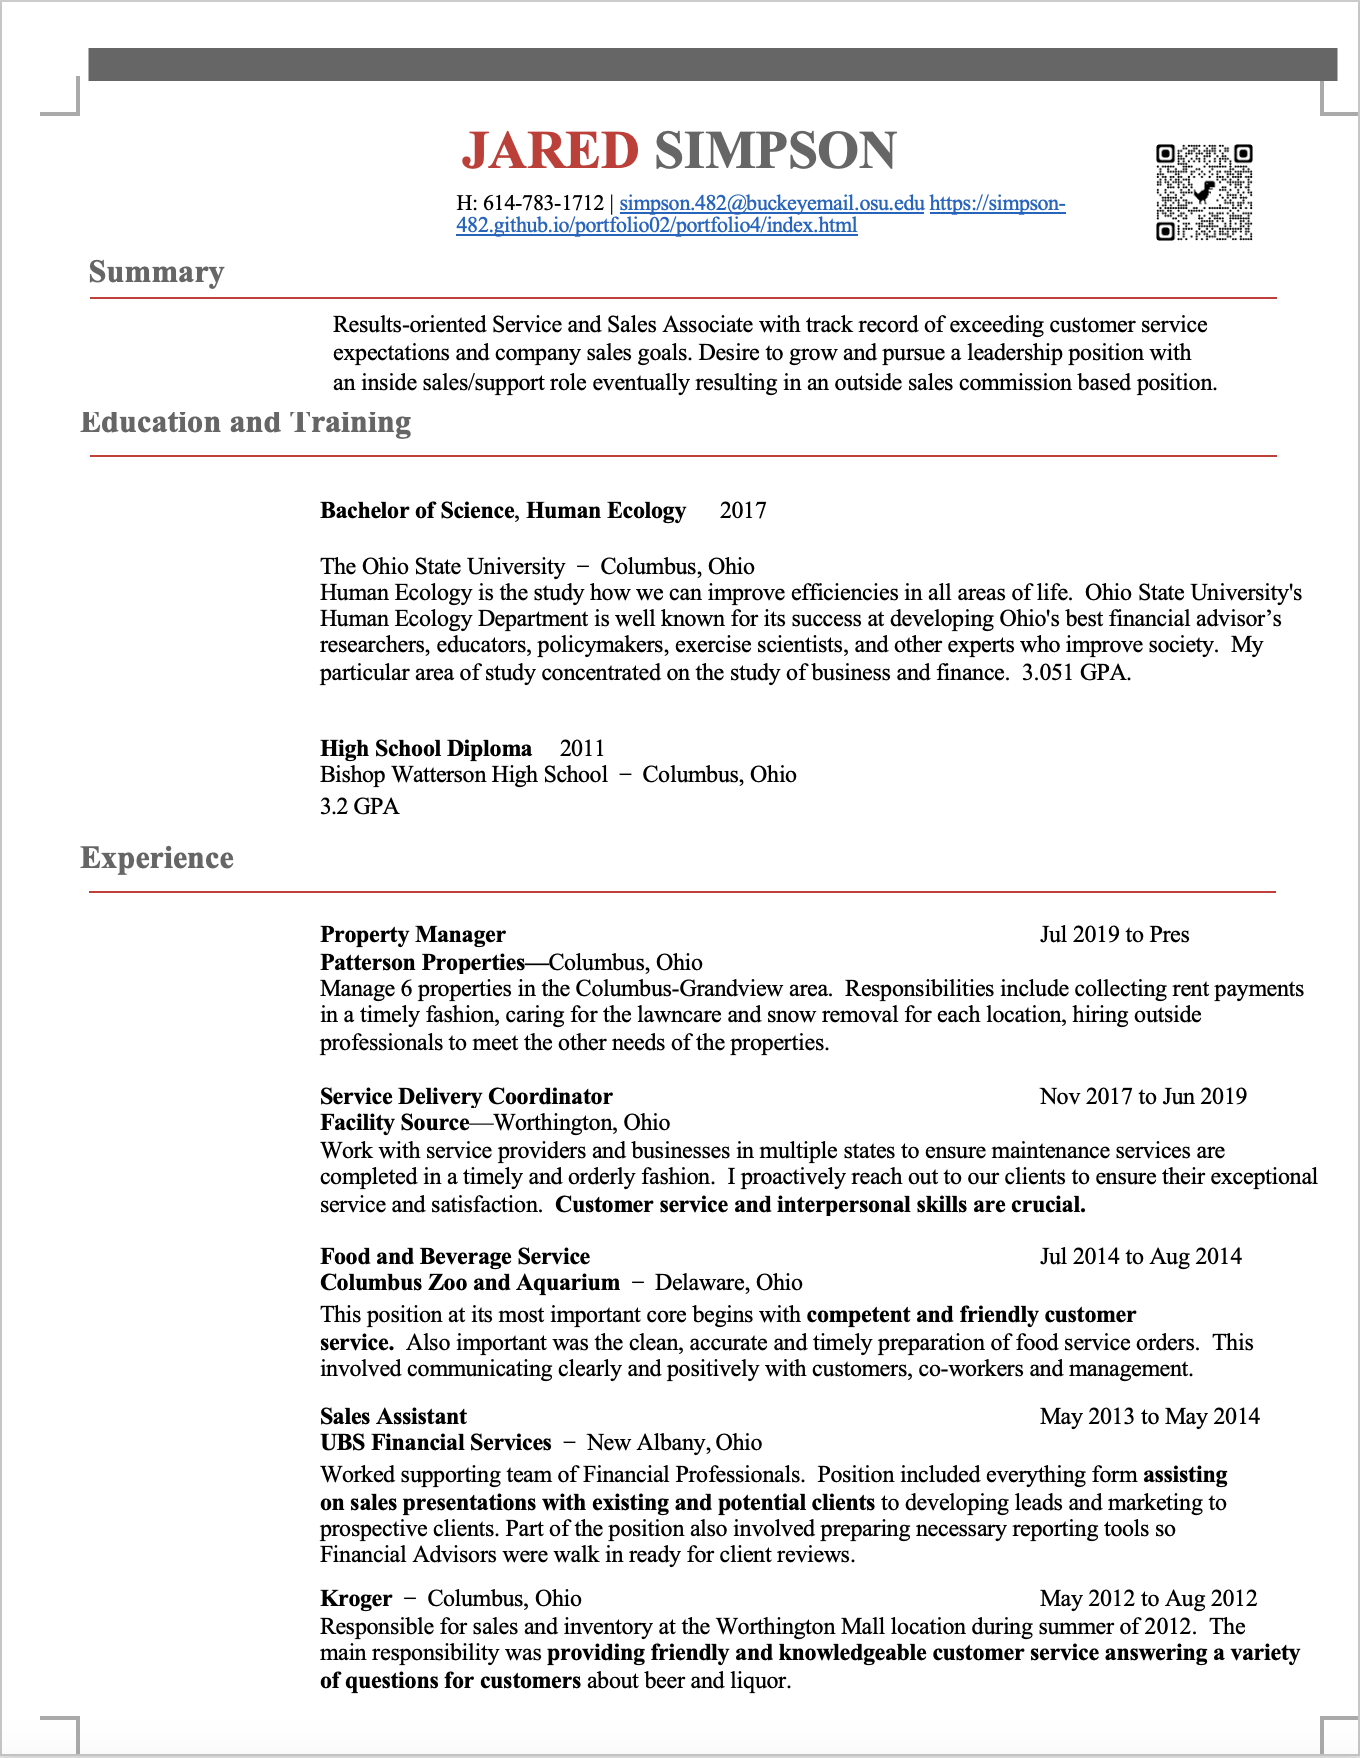 JARED SIMPSON
H: 614-783-1712 | simpson.482@buckeyemail.osu.edu https://simpson-
482.github.io/portfolio02/portfolio4/index.html
Summary
Results-oriented Service and Sales Associate with track record of exceeding customer service
expectations and company sales goals. Desire to grow and pursue a leadership position with
an inside sales/support role eventually resulting in an outside sales commission based position.
Education and Training
Bachelor of Science, Human Ecology 2017
The Ohio State University − Columbus, Ohio
Human Ecology is the study how we can improve efficiencies in all areas of life. Ohio State University's
Human Ecology Department is well known for its success at developing Ohio's best financial advisor’s
researchers, educators, policymakers, exercise scientists, and other experts who improve society. My
particular area of study concentrated on the study of business and finance. 3.051 GPA.
High School Diploma 2011
Bishop Watterson High School − Columbus, Ohio
3.2 GPA
Experience
Property Manager Jul 2019 to Pres
Patterson Properties—Columbus, Ohio
Manage 6 properties in the Columbus-Grandview area. Responsibilities include collecting rent payments
in a timely fashion, caring for the lawncare and snow removal for each location, hiring outside
professionals to meet the other needs of the properties.
Service Delivery Coordinator Nov 2017 to Jun 2019
Facility Source—Worthington, Ohio
Work with service providers and businesses in multiple states to ensure maintenance services are
completed in a timely and orderly fashion. I proactively reach out to our clients to ensure their exceptional
service and satisfaction. Customer service and interpersonal skills are crucial.
Food and Beverage Service Jul 2014 to Aug 2014
Columbus Zoo and Aquarium − Delaware, Ohio
This position at its most important core begins with competent and friendly customer
service. Also important was the clean, accurate and timely preparation of food service orders. This
involved communicating clearly and positively with customers, co-workers and management.
Sales Assistant May 2013 to May 2014
UBS Financial Services − New Albany, Ohio
Worked supporting team of Financial Professionals. Position included everything form assisting
on sales presentations with existing and potential clients to developing leads and marketing to
prospective clients. Part of the position also involved preparing necessary reporting tools so
Financial Advisors were walk in ready for client reviews.
Kroger − Columbus, Ohio May 2012 to Aug 2012
Responsible for sales and inventory at the Worthington Mall location during summer of 2012. The
main responsibility was providing friendly and knowledgeable customer service answering a variety
of questions for customers about beer and liquor.